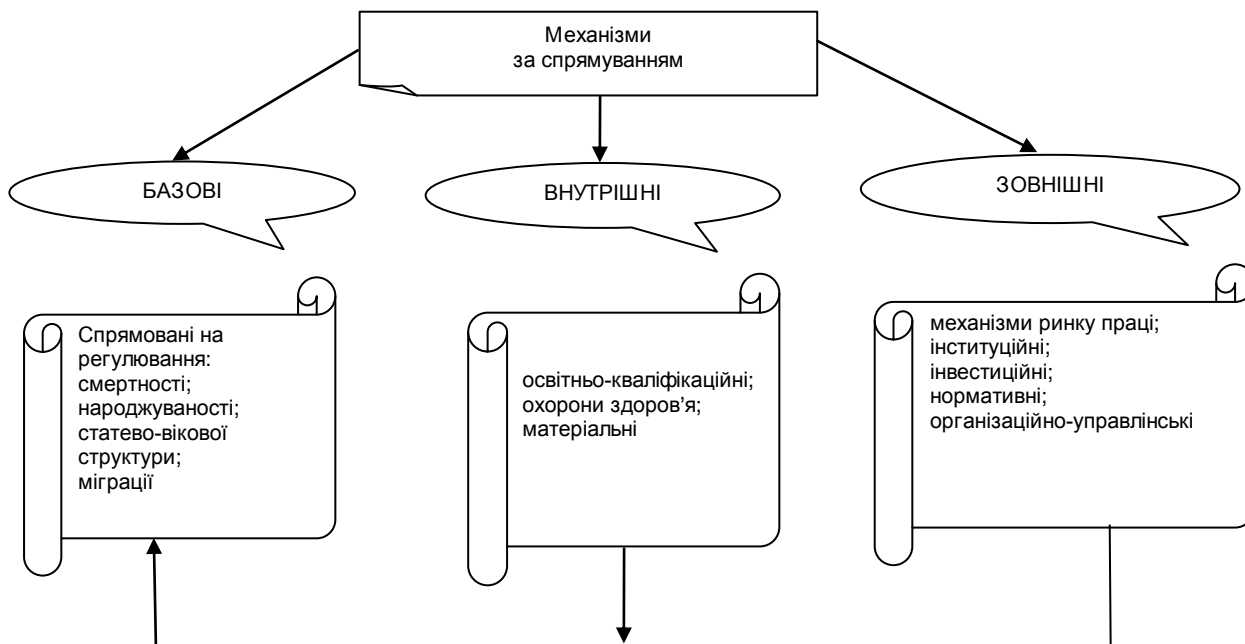 Механізми
за спрямуванням
БАЗОВІ
ВНУТРІШНІ
ЗОВНІШНІ
Спрямовані на
регулювання:
смертності;
народжуваності;
статево-вікової
структури;
міграції
освітньо-кваліфікаційні;
охорони здоров’я;
матеріальні
механізми ринку праці;
інституційні;
інвестиційні;
нормативні;
організаційно-управлінські